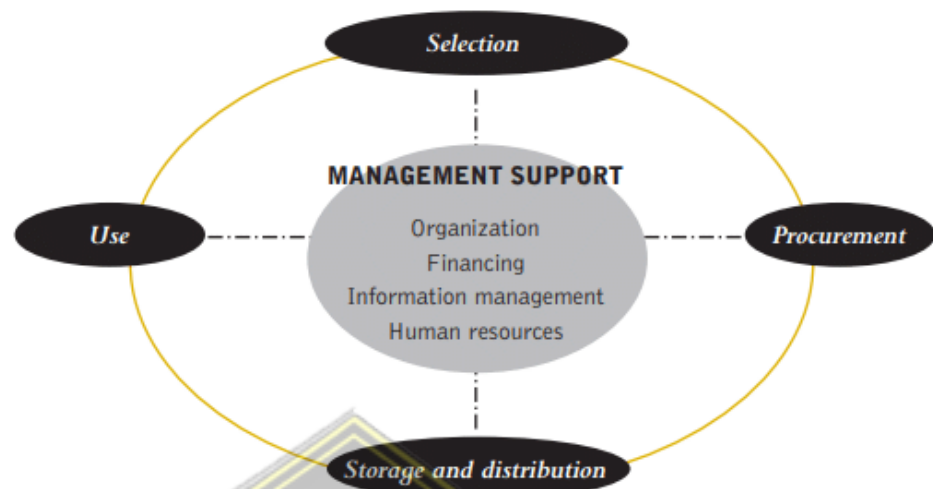 Selection
MANAGEMENT SUPPORT
Organization
Financing
Information management
Human resources
Use
Procurement
Storage and distribution